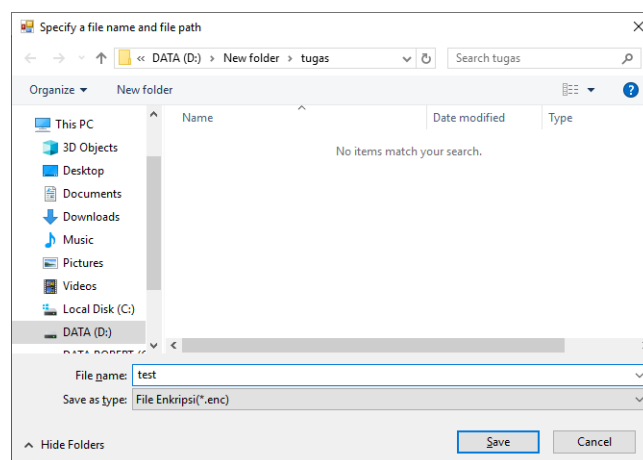 Specify a file name and file path
« DATA (D:) › New folder › tugas
Search tugas
Organize
New folder
Name
Date modified
Type
No items match your search.
This PC
3D Objects
Desktop
Documents
Downloads
Music
Pictures
Videos
Local Disk (C:)
DATA (D:)
File name: test
Save as type: File Enkripsi(*.enc)
Hide Folders
Save
Cancel